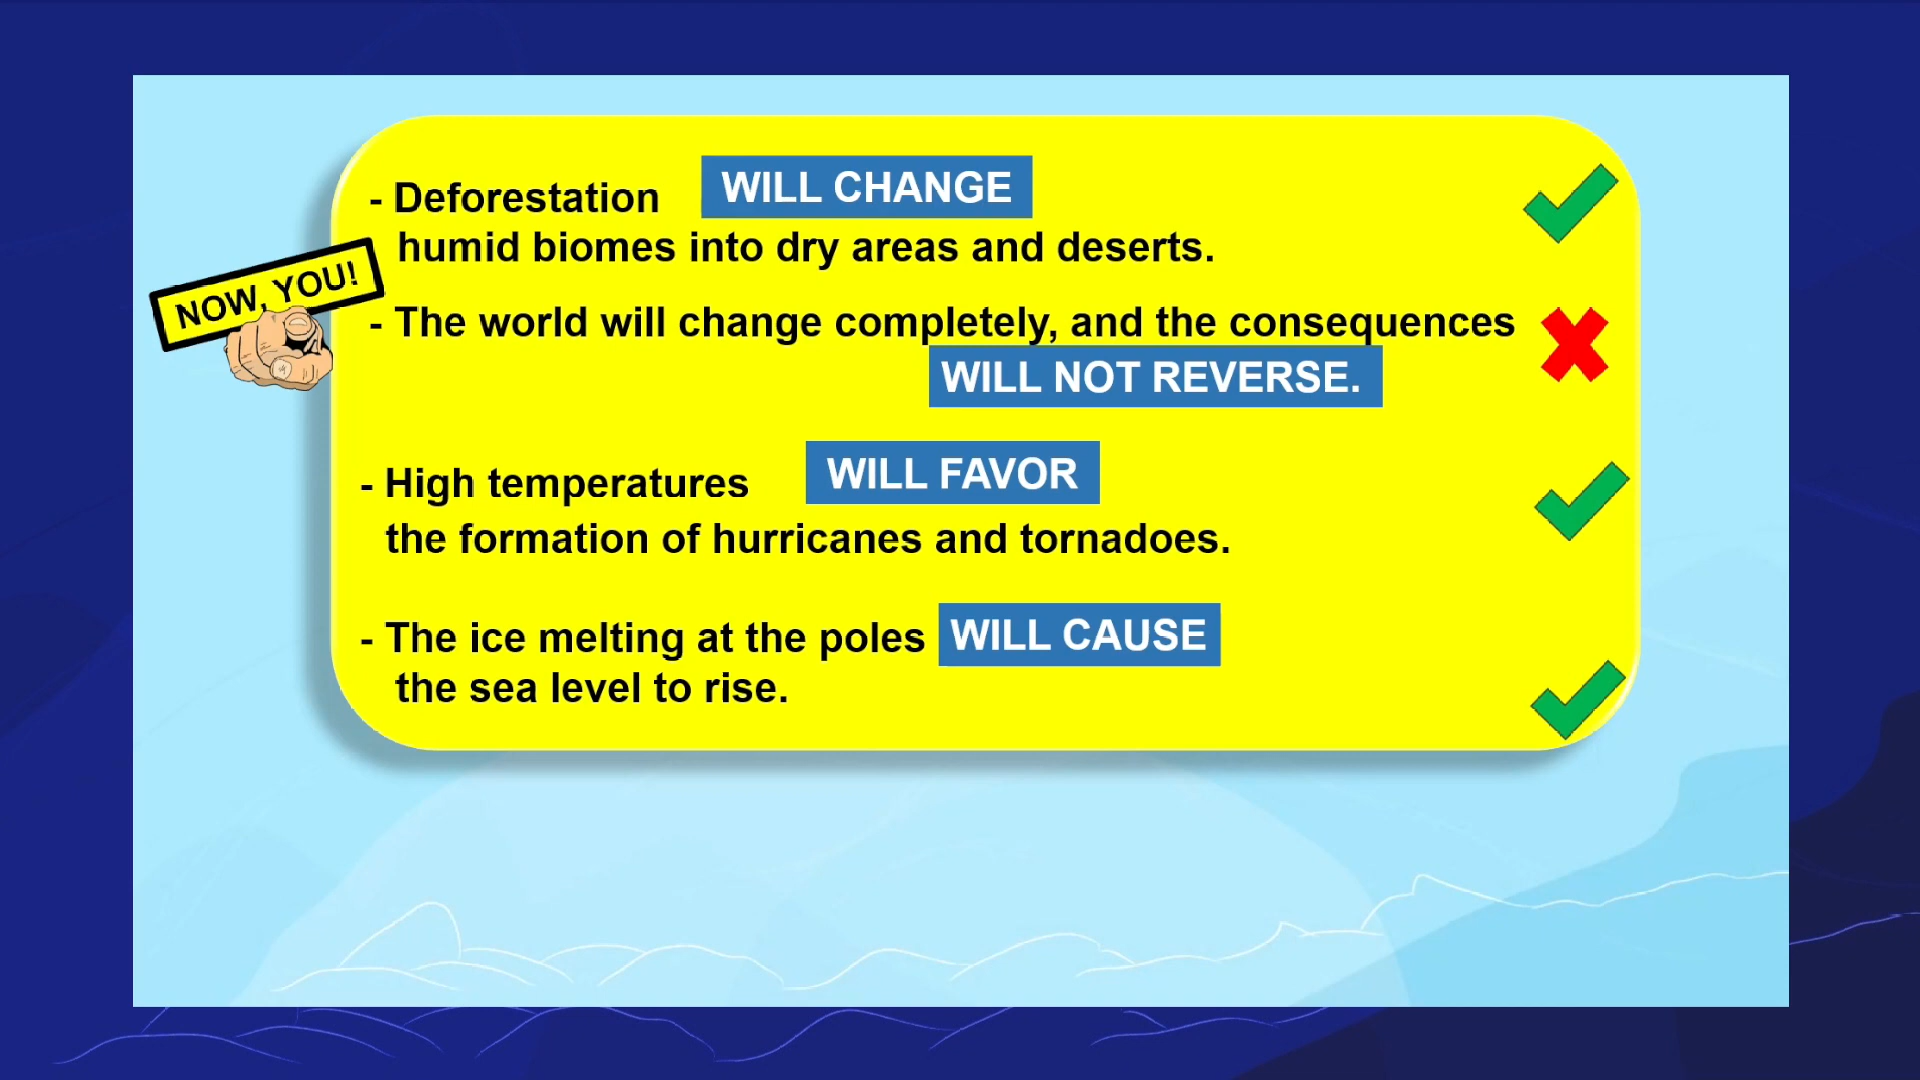 - Deforestation WILL CHANGE
humid biomes into dry areas and deserts.
NOW, YOU!
- The world will change completely, and the consequences
WILL NOT REVERSE.
- High temperatures WILL FAVOR
the formation of hurricanes and tornadoes.
- The ice melting at the poles WILL CAUSE
the sea level to rise.